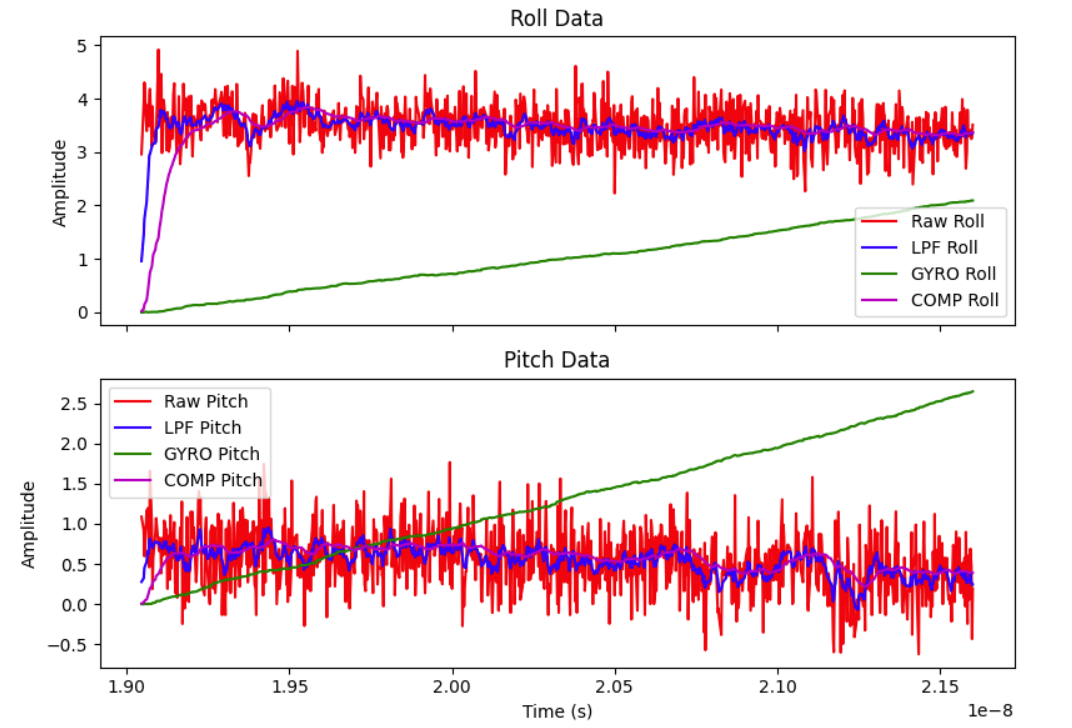 Roll Data
5
4
3
2
1
0
Amplitude
Raw Roll
LPF Roll
GYRO Roll
COMP Roll
Pitch Data
2.5
2.0
1.5
1.0
0.5
0.0
−0.5
Amplitude
Raw Pitch
LPF Pitch
GYRO Pitch
COMP Pitch
1.90 1.95 2.00 2.05 2.10 2.15
Time (s)
1e−8